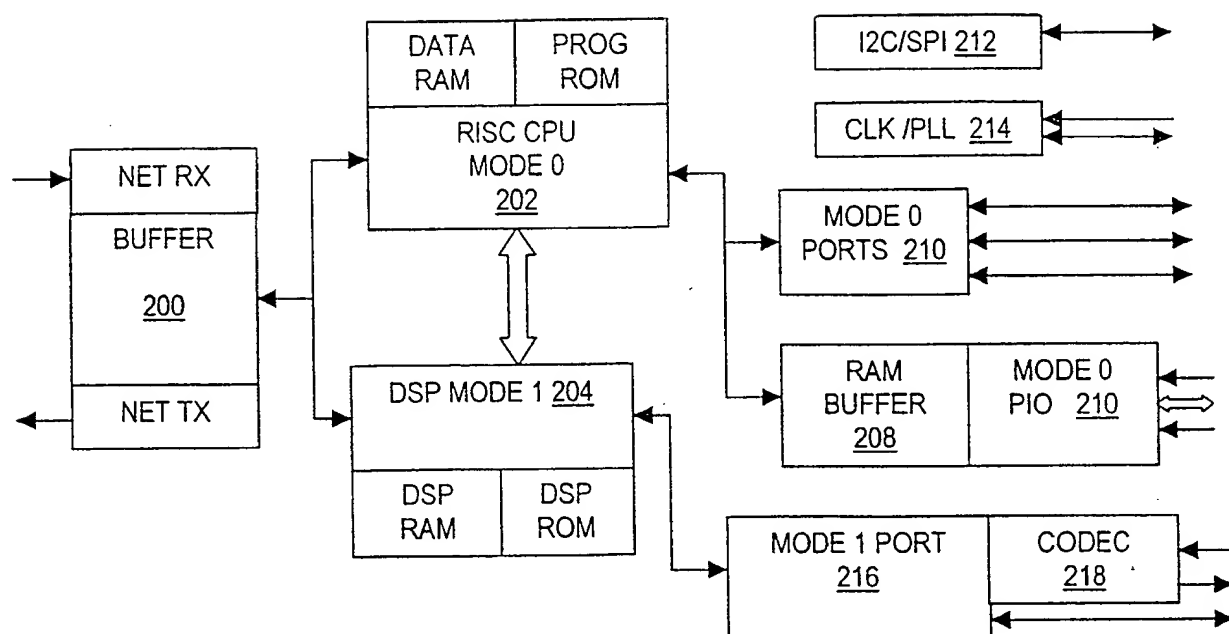 DATA
RAM
PROG
ROM
RISC CPU
MODE 0
202
I2C/SPI 212
CLK /PLL 214
NET RX
BUFFER
200
NET TX
MODE 0
PORTS 210
DSP MODE 1 204
DSP
RAM
DSP
ROM
RAM
BUFFER
208
MODE 0
PIO 210
MODE 1 PORT
216
CODEC
218